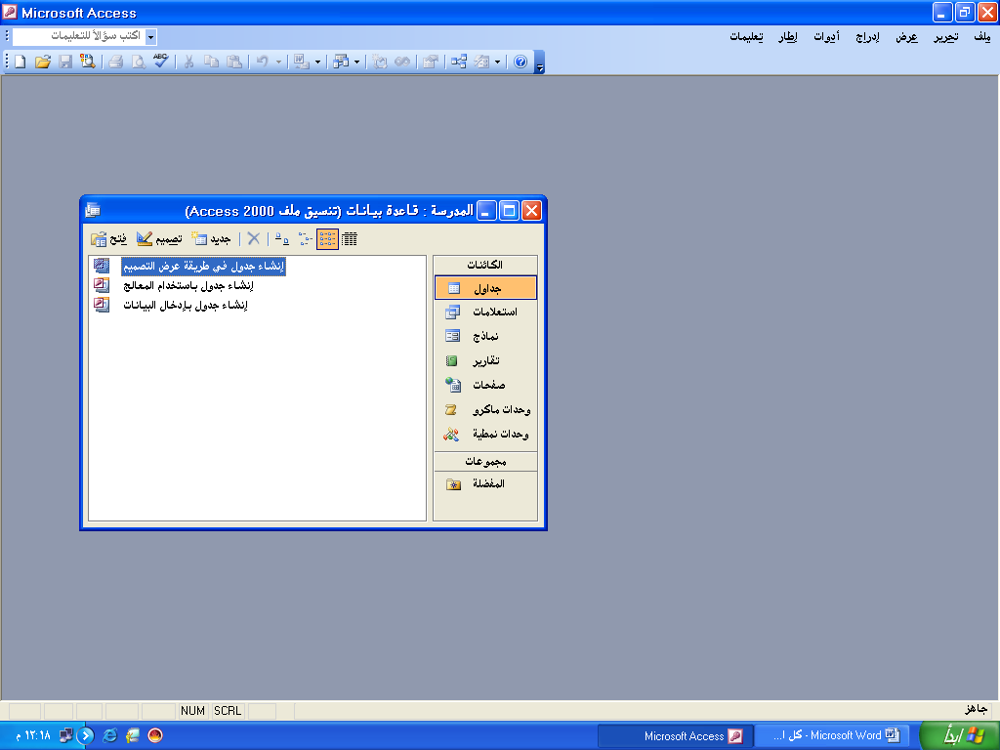 Microsoft Access
ملف تحرير عرض إدراج أدوات إطار تعليمات
اكتب سؤالاً للتعليمات
المدرسة : قاعدة بيانات (تنسيق ملف Access 2000)
فتح تصميم جديد
الكائنات
جداول
استعلامات
نماذج
تقارير
صفحات
وحدات ماكرو
وحدات نمطية
مجموعات
المفضلة
إنشاء جدول في طريقة عرض التصميم
إنشاء جدول باستخدام المعالج
إنشاء جدول بإدخال البيانات
جاهز
NUM SCRL
ابدأ
كل ا... - Microsoft Word
Microsoft Access
١٢:١٨ م